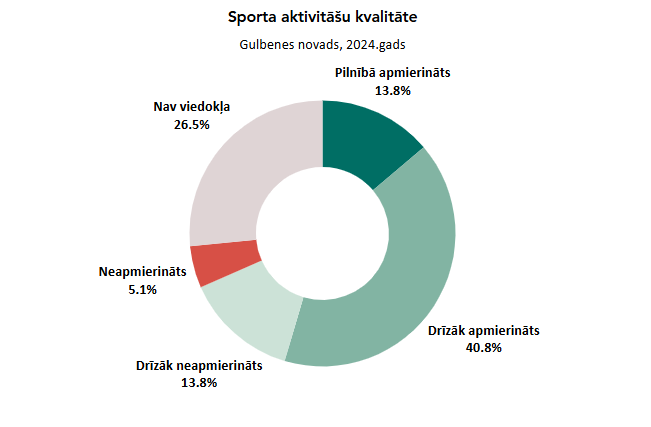 Sporta aktivitāšu kvalitāte
Gulbenes novads, 2024.gads
Pilnībā apmierināts
13.8%
Nav viedokļa
26.5%
Neapmierināts
5.1%
Drīzāk apmierināts
40.8%
Drīzāk neapmierināts
13.8%